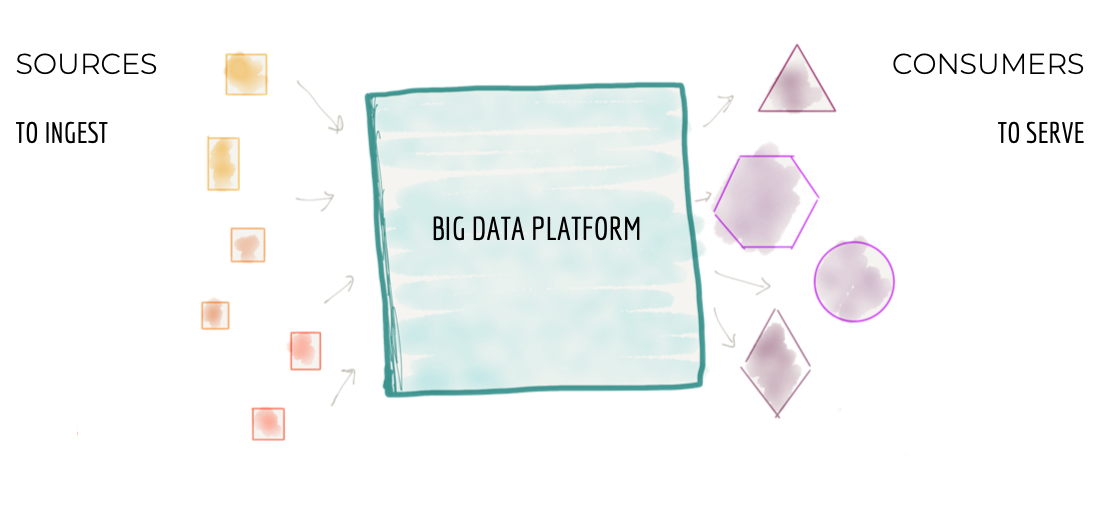 SOURCES
TO INGEST
BIG DATA PLATFORM
CONSUMERS
TO SERVE